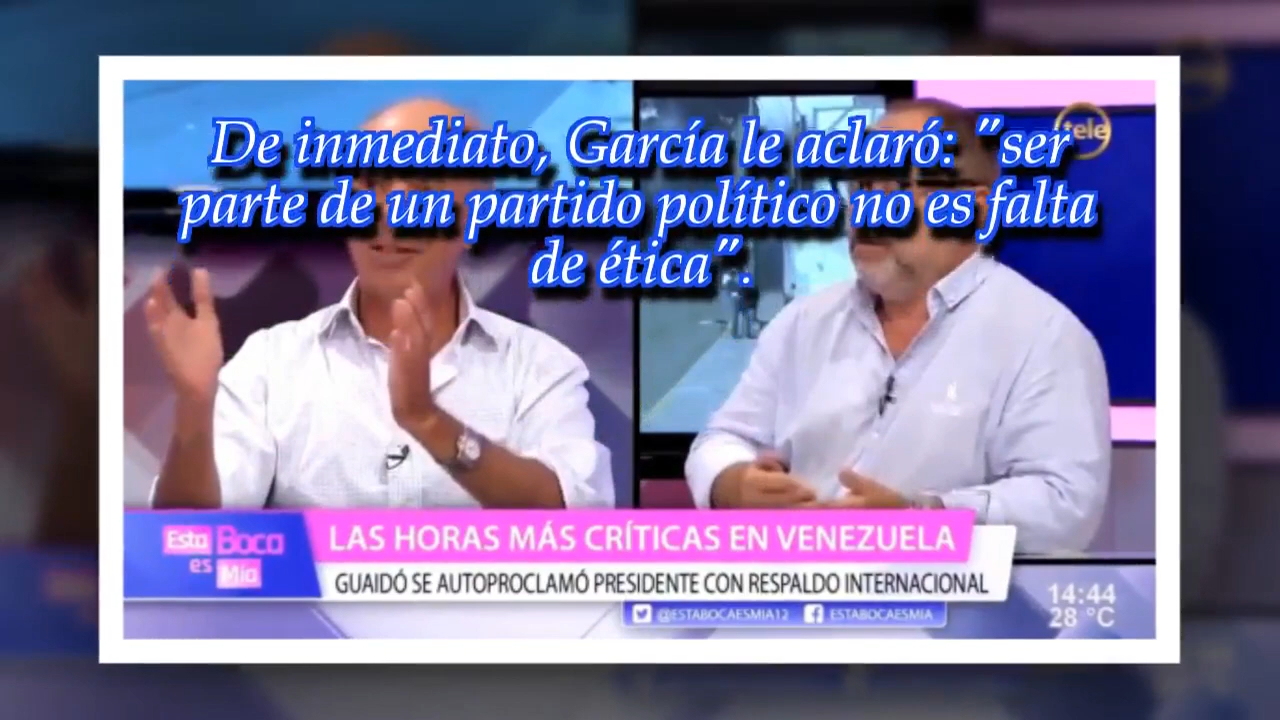 De inmediato, García le aclaró: "ser
parte de un partido político no es falta
de ética".
tele
Esta Boca
es Mía
LAS HORAS MÁS CRÍTICAS EN VENEZUELA
GUAIDÓ SE AUTOPROCLAMÓ PRESIDENTE CON RESPALDO INTERNACIONAL
@ESTABOCAESMIA12 ESTABOCAESMIA
14:44
28 °C